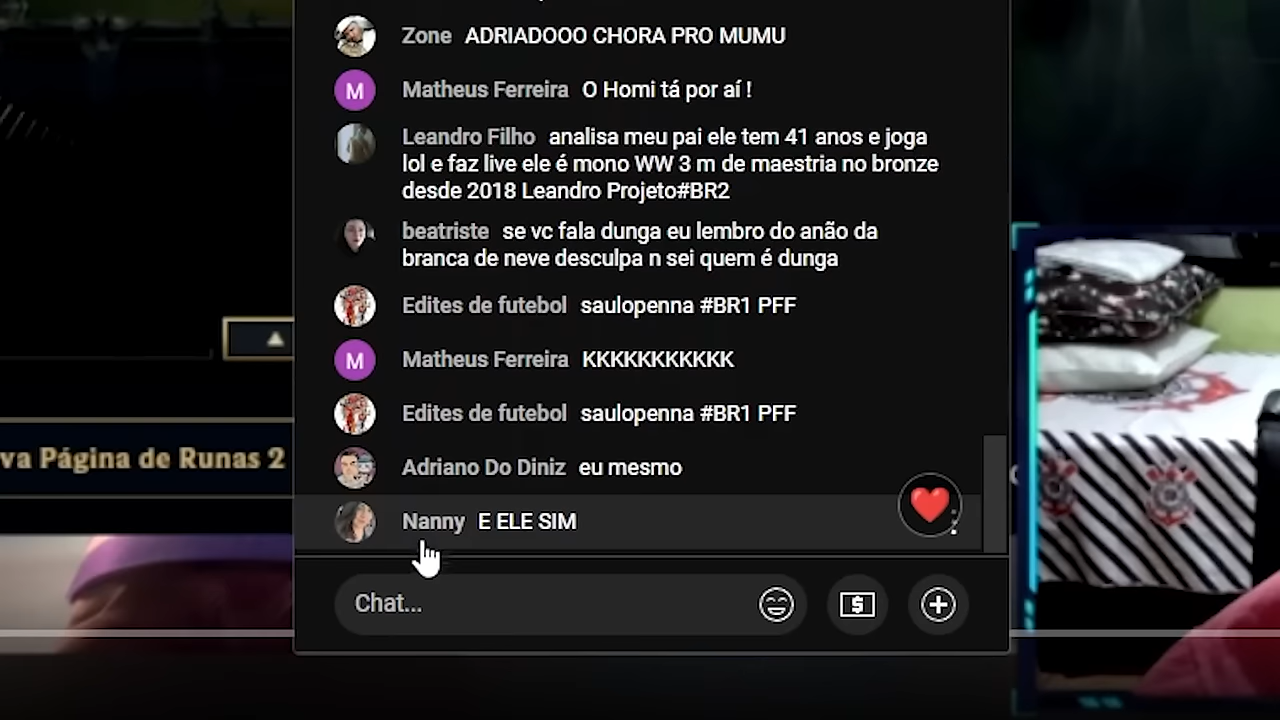 Zone ADRIADOOO CHORA PRO MUMU
M Matheus Ferreira O Homi tá por aí !
Leandro Filho analisa meu pai ele tem 41 anos e joga
lol e faz live ele é mono WW 3 m de maestria no bronze
desde 2018 Leandro Projeto#BR2
beatriste se vc fala dunga eu lembro do anão da
branca de neve desculpa n sei quem é dunga
Edites de futebol saulopenna #BR1 PFF
M Matheus Ferreira KKKKKKKKKKK
Edites de futebol saulopenna #BR1 PFF
va Página de Runas 2
Adriano Do Diniz eu mesmo
Nanny E ELE SIM
Chat...